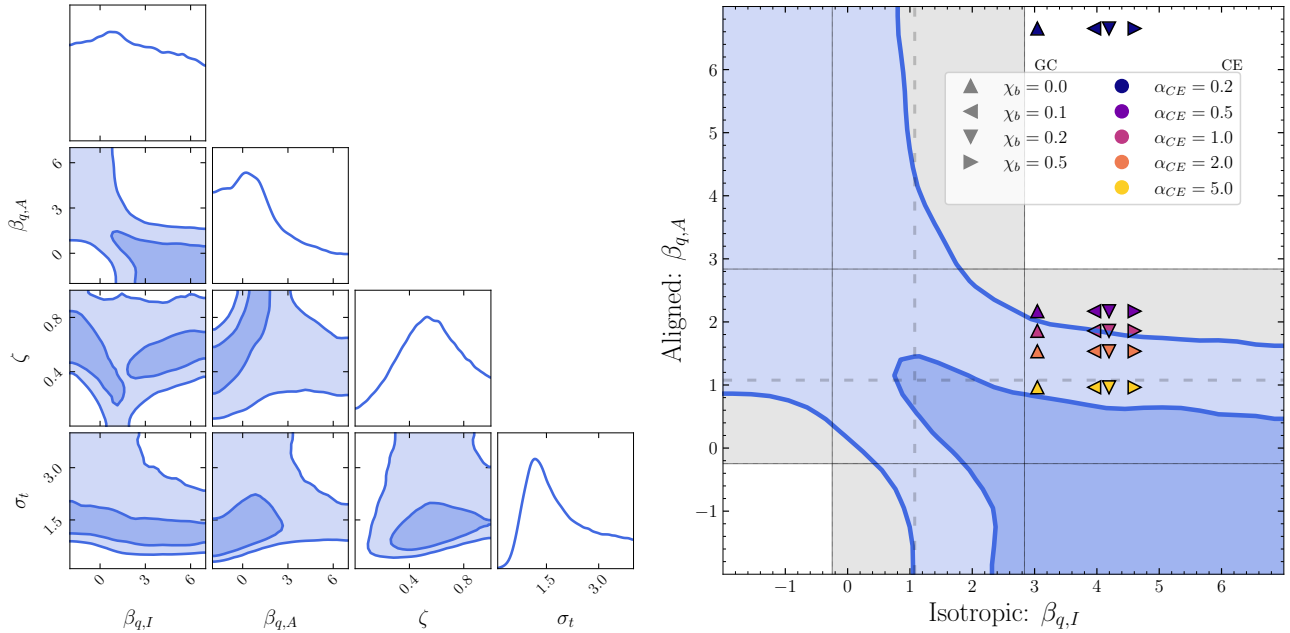 6
3
0
β_{q,A}
0.8
0.4
ζ
3.0
1.5
σ_t
0 3 6
0 3 6
0.4 0.8
1.5 3.0
β_{q,I}
β_{q,A}
ζ
σ_t
Aligned: β_{q,A}
6
5
4
3
2
1
0
−1
GC CE
χ_b = 0.0 α_{CE} = 0.2
χ_b = 0.1 α_{CE} = 0.5
χ_b = 0.2 α_{CE} = 1.0
χ_b = 0.5 α_{CE} = 2.0
α_{CE} = 5.0
−1 0 1 2 3 4 5 6
Isotropic: β_{q,I}